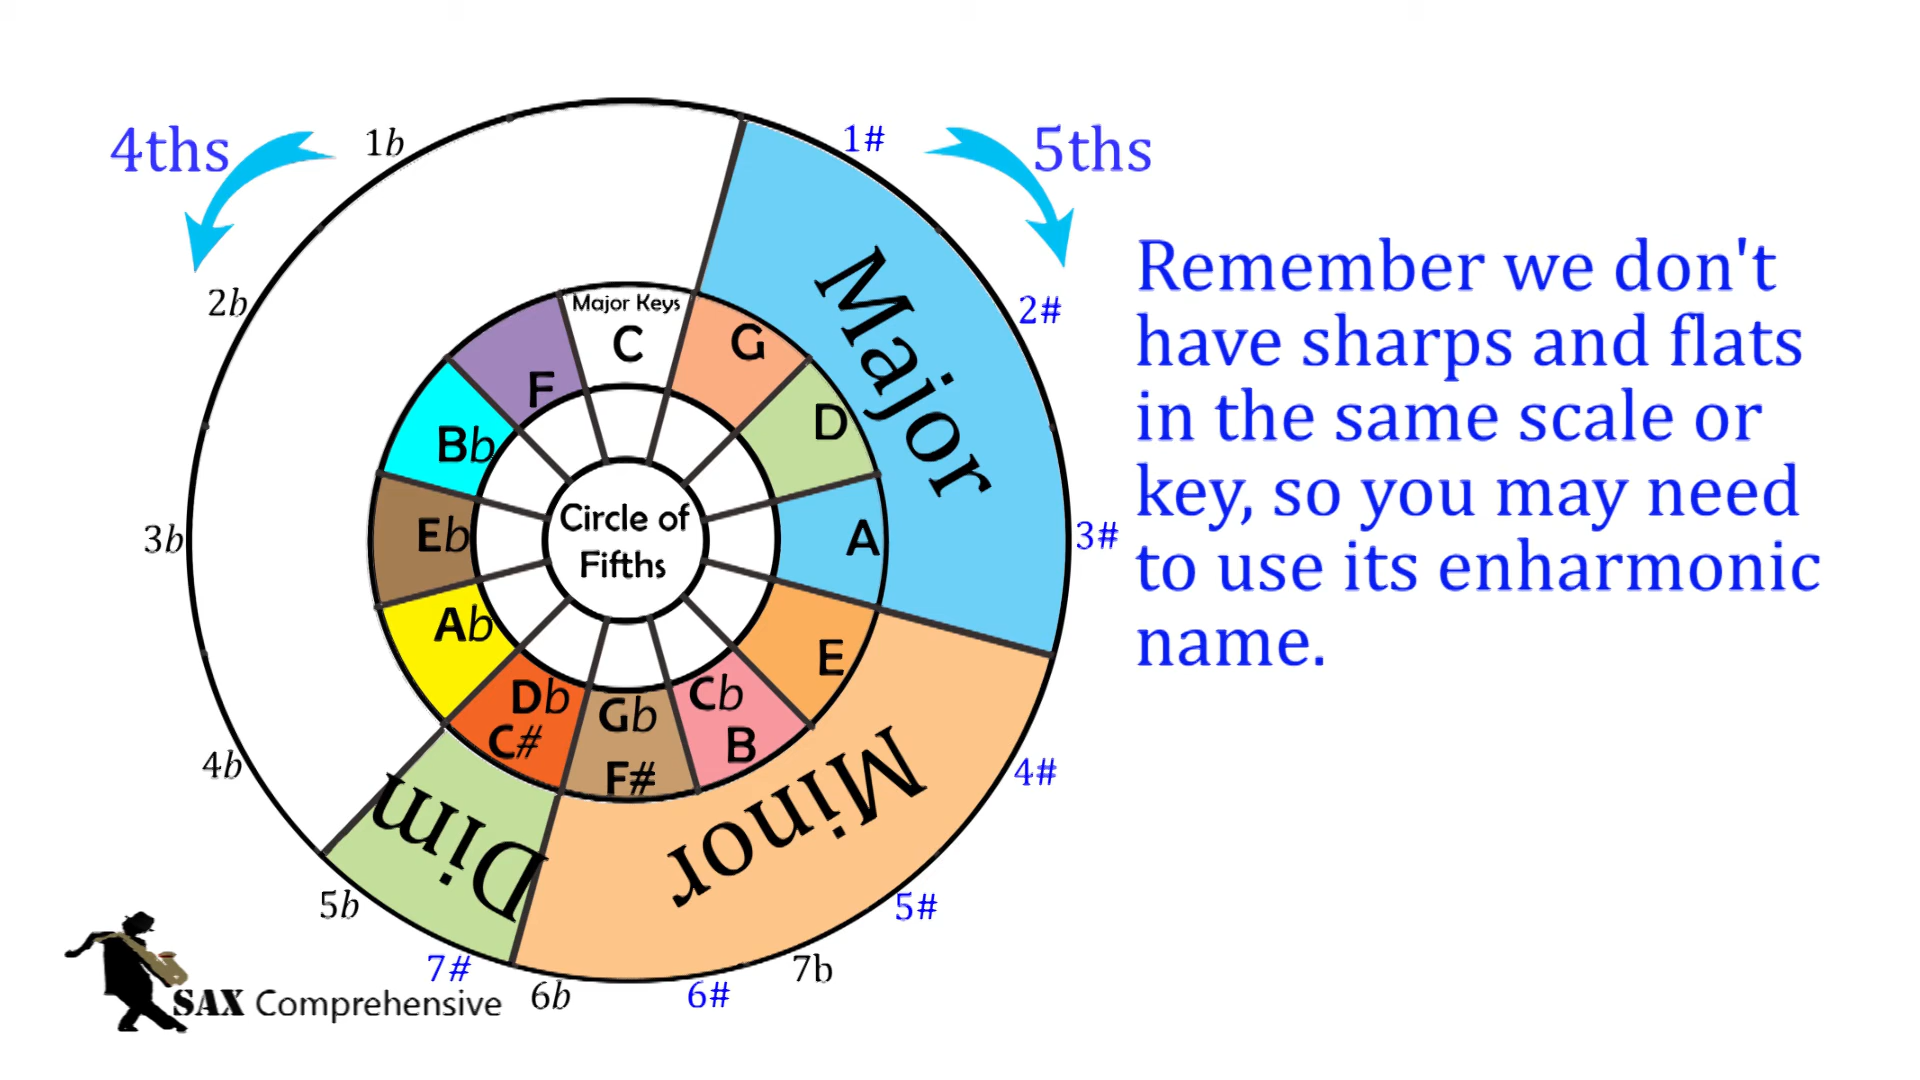 4ths
1b
1#
5ths
2b
2#
3b
3#
4b
4#
5b
5#
7#
6b
6#
7b
Major
Minor
Dim
Major Keys
C
G
D
A
E
Cb
B
Gb
F#
Db
C#
Ab
Eb
Bb
F
Circle of
Fifths
Remember we don't
have sharps and flats
in the same scale or
key, so you may need
to use its enharmonic
name.
SAX Comprehensive